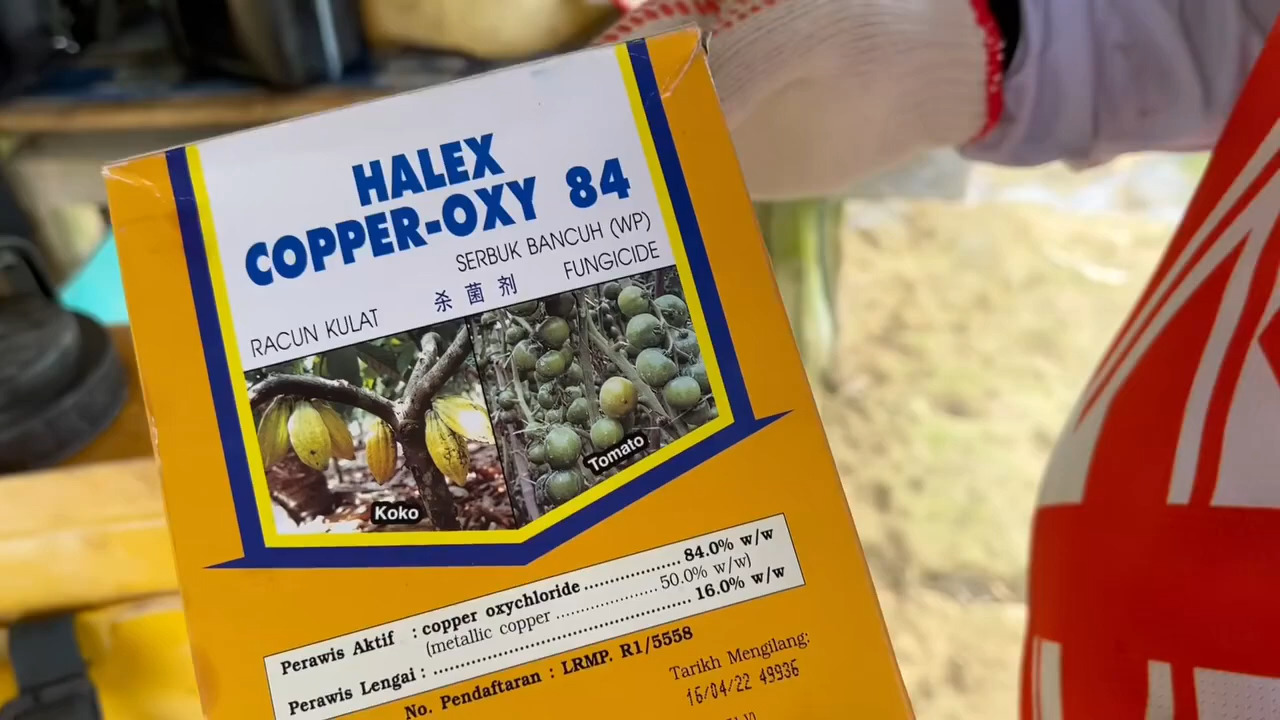 HALEX
COPPER-OXY 84
SERBUK BANCUH (WP)
RACUN KULAT 杀菌剂 FUNGICIDE
Koko
Tomato
Perawis Aktif : copper oxychloride .................. 84.0% w/w
(metallic copper .................... 50.0% w/w)
Perawis Lengai : ............................................. 16.0% w/w
No. Pendaftaran : LRMP. R1/5558
Tarikh Mengilang:
16/04/22 49936